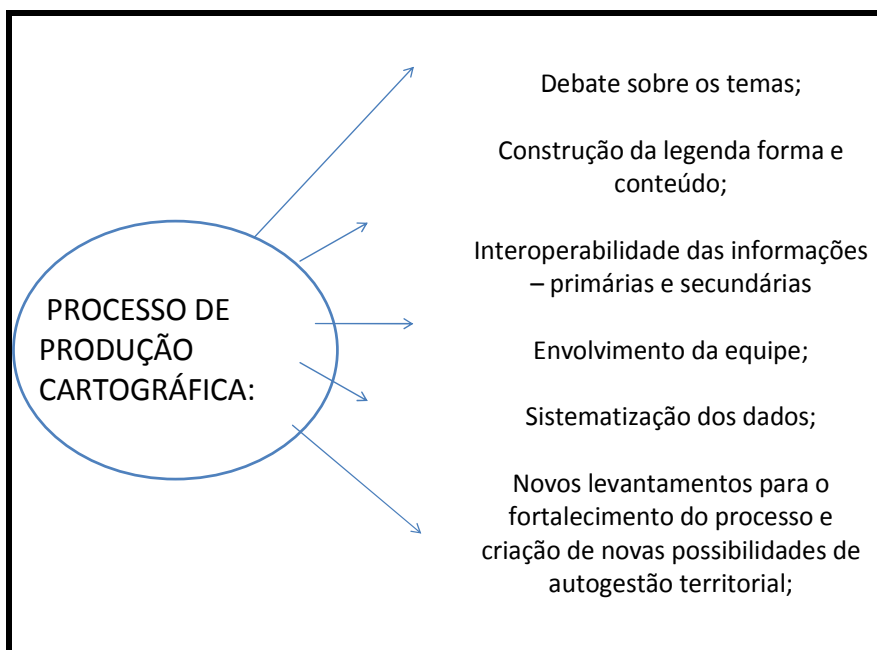 PROCESSO DE
PRODUÇÃO
CARTOGRÁFICA:
Debate sobre os temas;
Construção da legenda forma e
conteúdo;
Interoperabilidade das informações
– primárias e secundárias
Envolvimento da equipe;
Sistematização dos dados;
Novos levantamentos para o
fortalecimento do processo e
criação de novas possibilidades de
autogestão territorial;